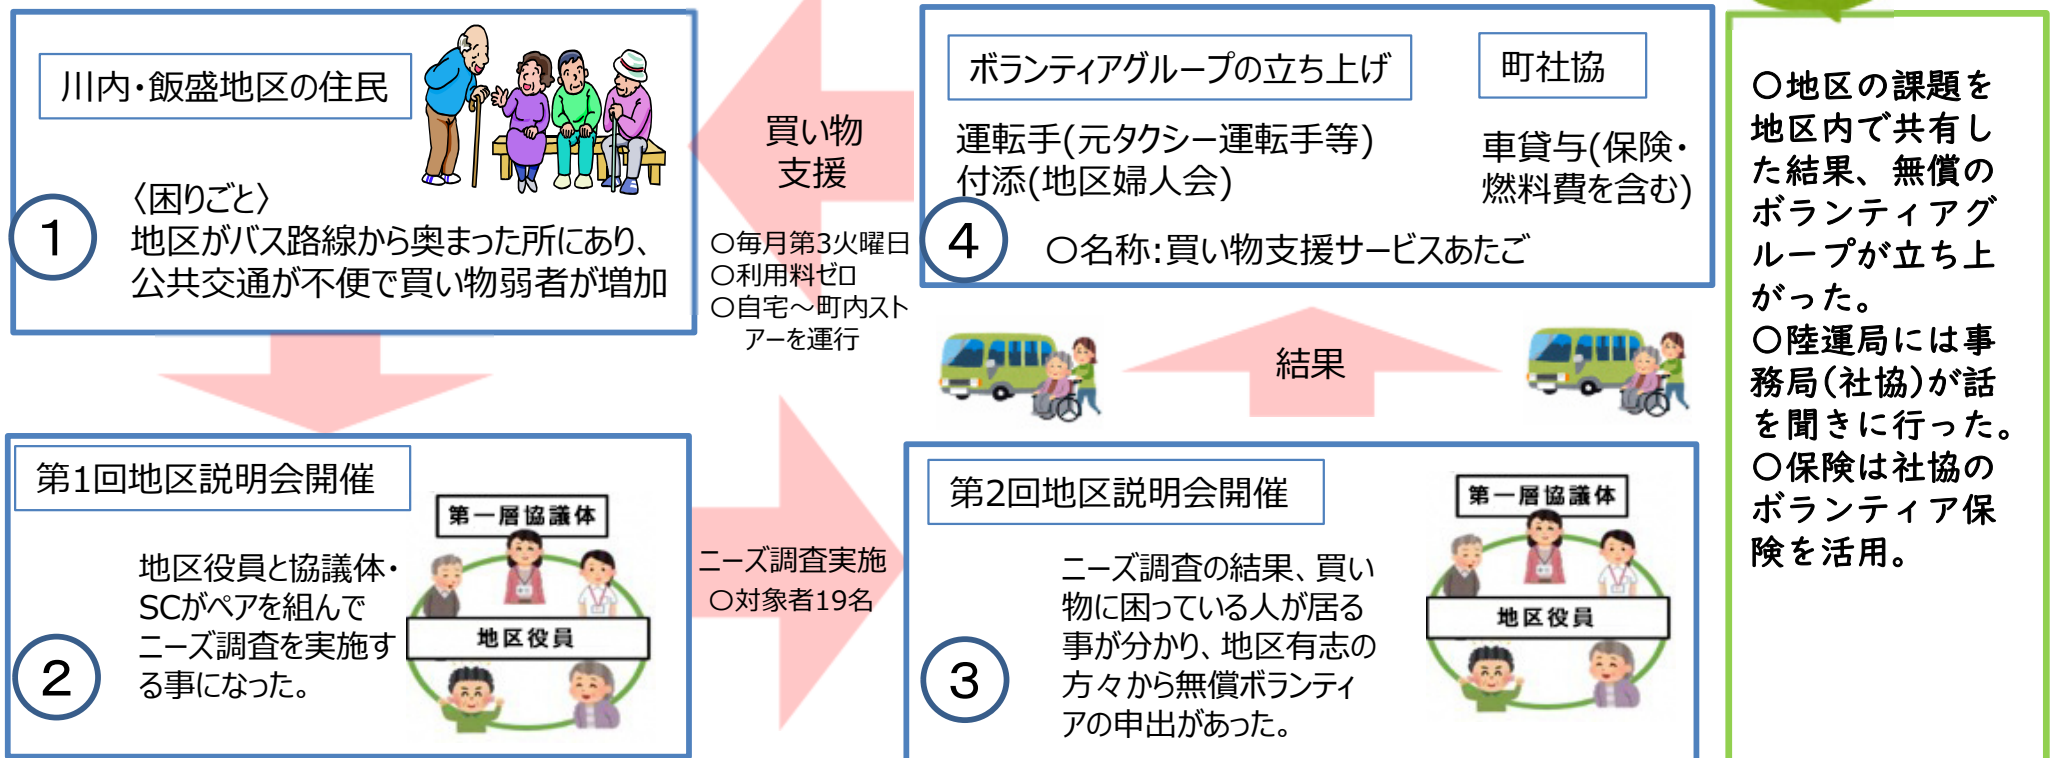 川内・飯盛地区の住民
〈困りごと〉
1
地区がバス路線から奥まった所にあり、
公共交通が不便で買い物弱者が増加
第1回地区説明会開催
第一層協議体
地区役員
地区役員と協議体・
SCがペアを組んで
ニーズ調査を実施す
る事になった。
2
ニーズ調査実施
〇対象者19名
第2回地区説明会開催
第一層協議体
地区役員
ニーズ調査の結果、買い
物に困っている人が居る
事が分かり、地区有志の
方々から無償ボランティ
アの申出があった。
3
結果
ボランティアグループの立ち上げ
町社協
運転手(元タクシー運転手等)
付添(地区婦人会)
車貸与(保険・
燃料費を含む)
4
〇名称:買い物支援サービスあたご
買い物
支援
〇毎月第3火曜日
〇利用料ゼロ
〇自宅～町内スト
アーを運行
〇地区の課題を
地区内で共有し
た結果、無償の
ボランティアグ
ループが立ち上
がった。
〇陸運局には事
務局(社協)が話
を聞きに行った。
〇保険は社協の
ボランティア保
険を活用。